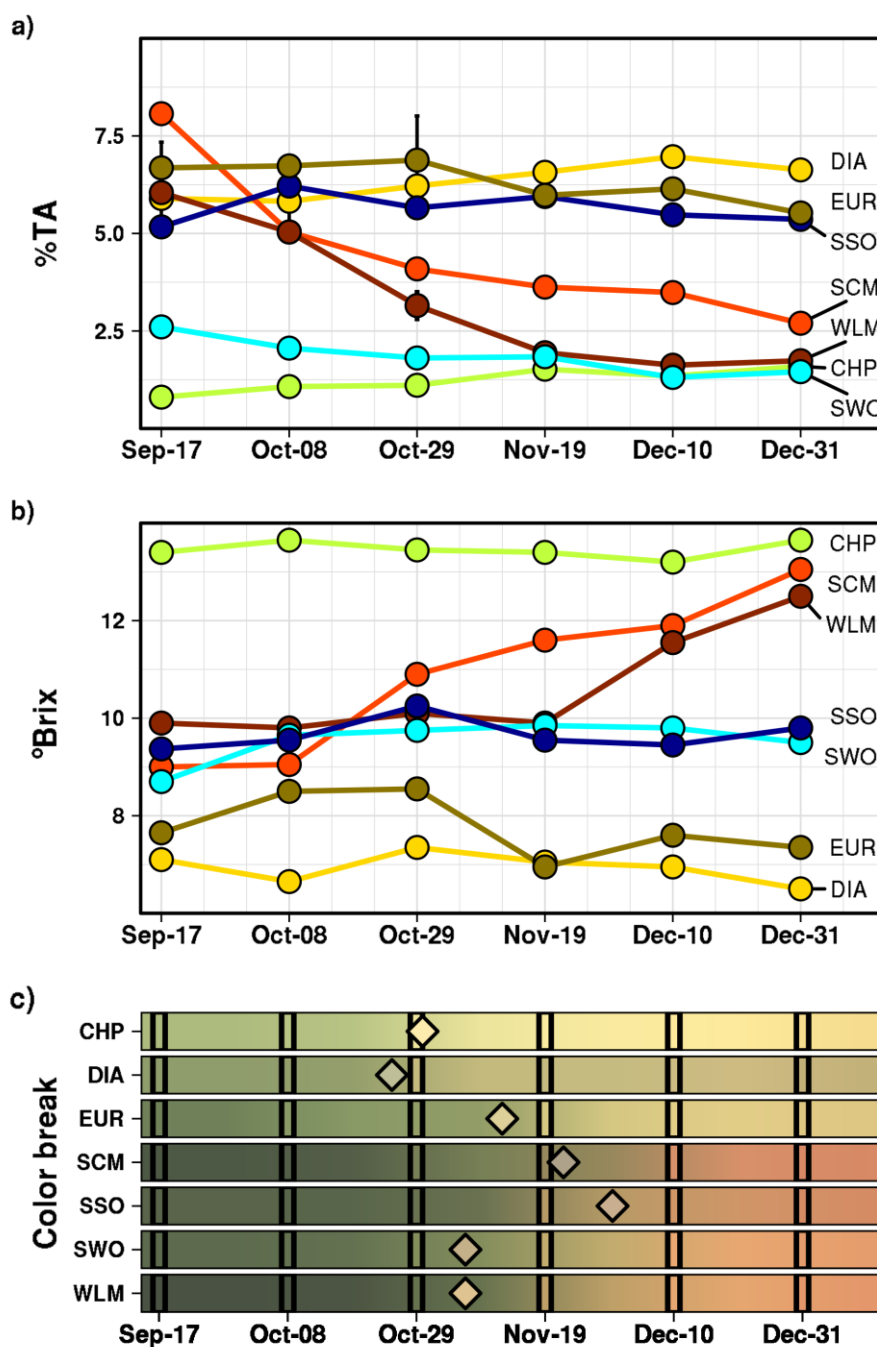 a)
%TA
7.5
5.0
2.5
DIA
EUR
SSO
SCM
WLM
CHP
SWO
Sep-17 Oct-08 Oct-29 Nov-19 Dec-10 Dec-31
b)
ºBrix
12
10
8
CHP
SCM
WLM
SSO
SWO
EUR
DIA
Sep-17 Oct-08 Oct-29 Nov-19 Dec-10 Dec-31
c)
Color break
CHP
DIA
EUR
SCM
SSO
SWO
WLM
Sep-17 Oct-08 Oct-29 Nov-19 Dec-10 Dec-31